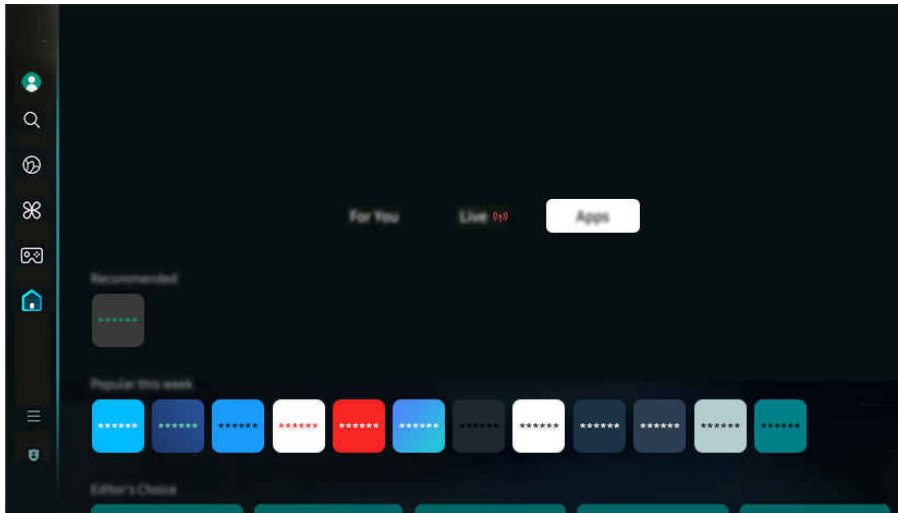 For You
Live
Apps
Recommended
******
Popular this week
****** ****** ****** ****** ****** ****** ****** ****** ****** ****** ****** ******
Editor's Choice